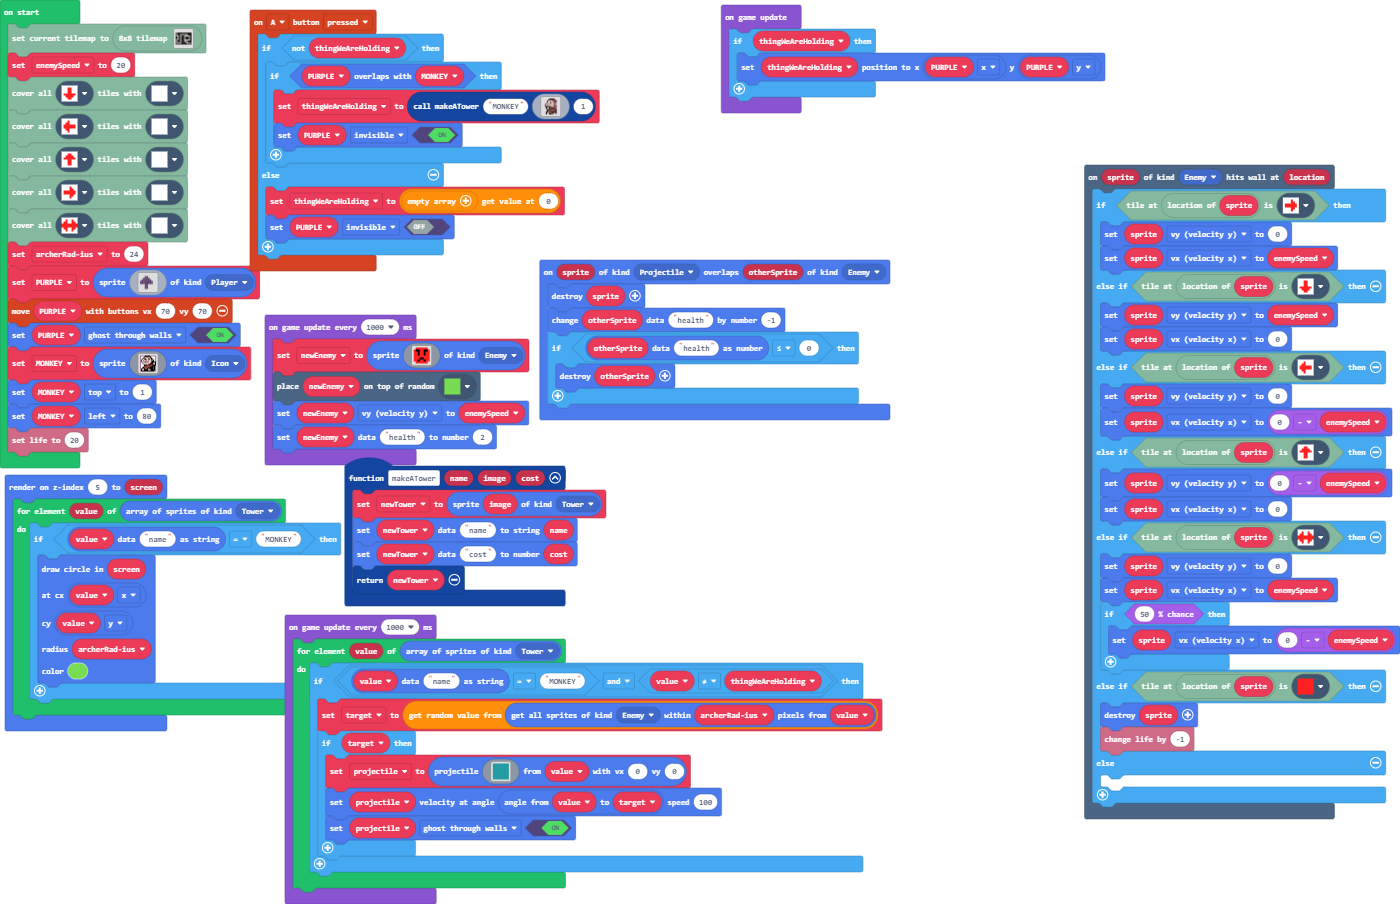 on start
set current tilemap to 8x8 tilemap
set enemySpeed to 20
cover all tiles with
cover all tiles with
cover all tiles with
cover all tiles with
cover all tiles with
set archerRad-ius to 24
set PURPLE to sprite of kind Player
move PURPLE with buttons vx 70 vy 70
set PURPLE ghost through walls ON
set MONKEY to sprite of kind Icon
set MONKEY top to 1
set MONKEY left to 80
set life to 20
on A button pressed
if not thingWeAreHolding then
if PURPLE overlaps with MONKEY then
set thingWeAreHolding to call makeATower "MONKEY" 1
set PURPLE invisible ON
else
set thingWeAreHolding to empty array get value at 0
set PURPLE invisible OFF
on game update
if thingWeAreHolding then
set thingWeAreHolding position to x PURPLE x y PURPLE y
on game update every 1000 ms
set newEnemy to sprite of kind Enemy
place newEnemy on top of random
set newEnemy vy (velocity y) to enemySpeed
set newEnemy data "health" to number 2
on sprite of kind Projectile overlaps otherSprite of kind Enemy
destroy sprite
change otherSprite data "health" by number -1
if otherSprite data "health" as number ≤ 0 then
destroy otherSprite
function makeATower name image cost
set newTower to sprite image of kind Tower
set newTower data "name" to string name
set newTower data "cost" to number cost
return newTower
render on z-index 5 to screen
for element value of array of sprites of kind Tower
do
if value data "name" as string = "MONKEY" then
draw circle in screen
at cx value x
cy value y
radius archerRad-ius
color
on game update every 1000 ms
for element value of array of sprites of kind Tower
do
if value data "name" as string = "MONKEY" and value ≠ thingWeAreHolding then
set target to get random value from get all sprites of kind Enemy within archerRad-ius pixels from value
if target then
set projectile to projectile from value with vx 0 vy 0
set projectile velocity at angle angle from value to target speed 100
set projectile ghost through walls ON
on sprite of kind Enemy hits wall at location
if tile at location of sprite is then
set sprite vy (velocity y) to 0
set sprite vx (velocity x) to enemySpeed
else if tile at location of sprite is then
set sprite vy (velocity y) to enemySpeed
set sprite vx (velocity x) to 0
else if tile at location of sprite is then
set sprite vy (velocity y) to 0
set sprite vx (velocity x) to 0 - enemySpeed
else if tile at location of sprite is then
set sprite vy (velocity y) to 0 - enemySpeed
set sprite vx (velocity x) to 0
else if tile at location of sprite is then
set sprite vy (velocity y) to 0
set sprite vx (velocity x) to enemySpeed
if 50 % chance then
set sprite vx (velocity x) to 0 - enemySpeed
else if tile at location of sprite is then
destroy sprite
change life by -1
else